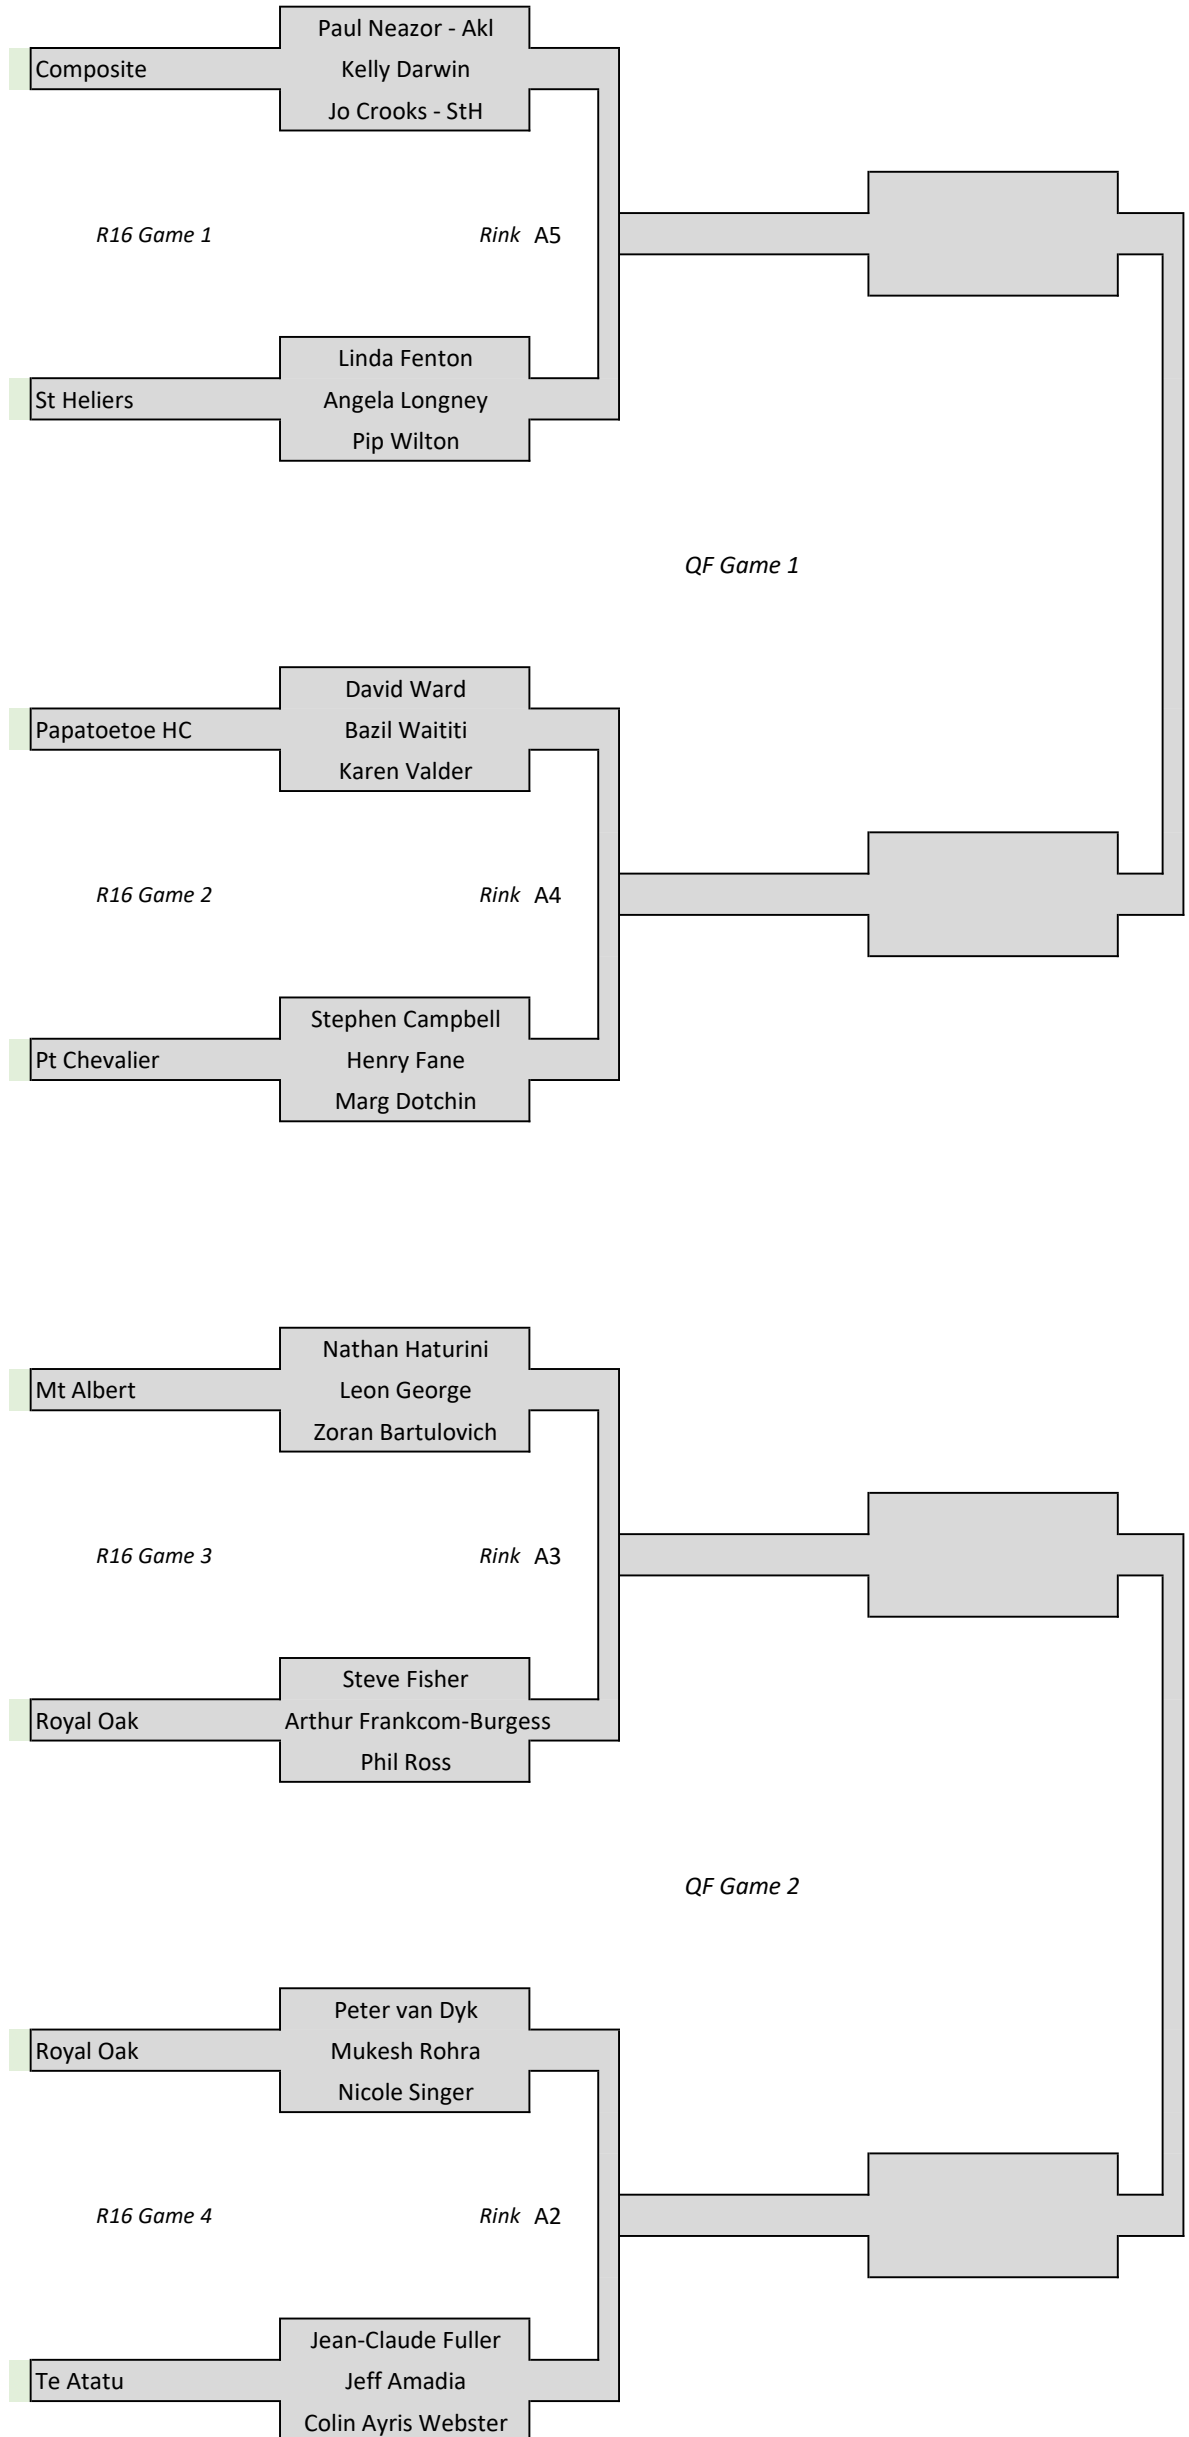 Paul Neazor - Akl
Composite Kelly Darwin
Jo Crooks - StH
R16 Game 1 Rink A5
Linda Fenton
St Heliers Angela Longney
Pip Wilton
QF Game 1
David Ward
Papatoetoe HC Bazil Waititi
Karen Valder
R16 Game 2 Rink A4
Stephen Campbell
Pt Chevalier Henry Fane
Marg Dotchin
Nathan Haturini
Mt Albert Leon George
Zoran Bartulovich
R16 Game 3 Rink A3
Steve Fisher
Royal Oak Arthur Frankcom-Burgess
Phil Ross
QF Game 2
Peter van Dyk
Royal Oak Mukesh Rohra
Nicole Singer
R16 Game 4 Rink A2
Jean-Claude Fuller
Te Atatu Jeff Amadia
Colin Ayris Webster